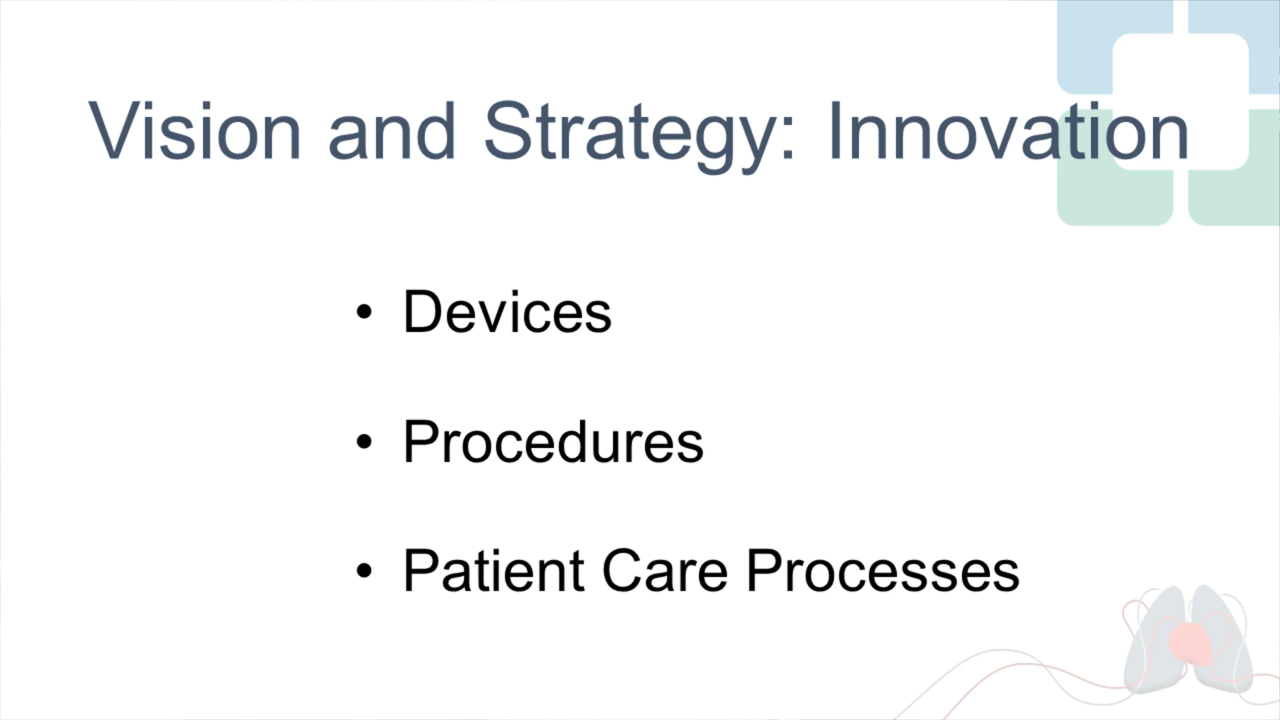 Vision and Strategy: Innovation
• Devices
• Procedures
• Patient Care Processes